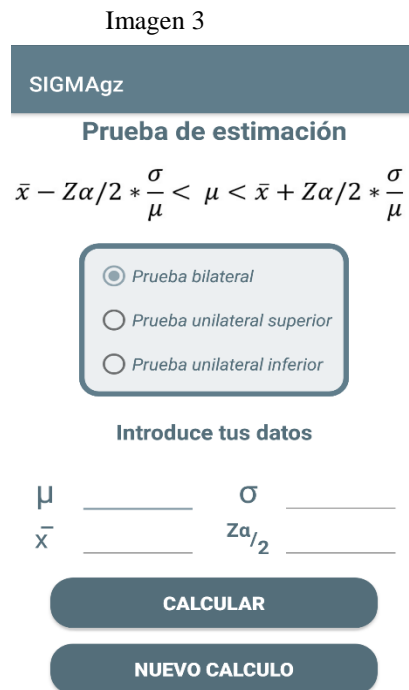 Imagen 3
SIGMAgz
Prueba de estimación
x̄ − Zα/2 * σ/μ < μ < x̄ + Zα/2 * σ/μ
Prueba bilateral
Prueba unilateral superior
Prueba unilateral inferior
Introduce tus datos
μ σ
x̄ Zα/2
CALCULAR
NUEVO CALCULO